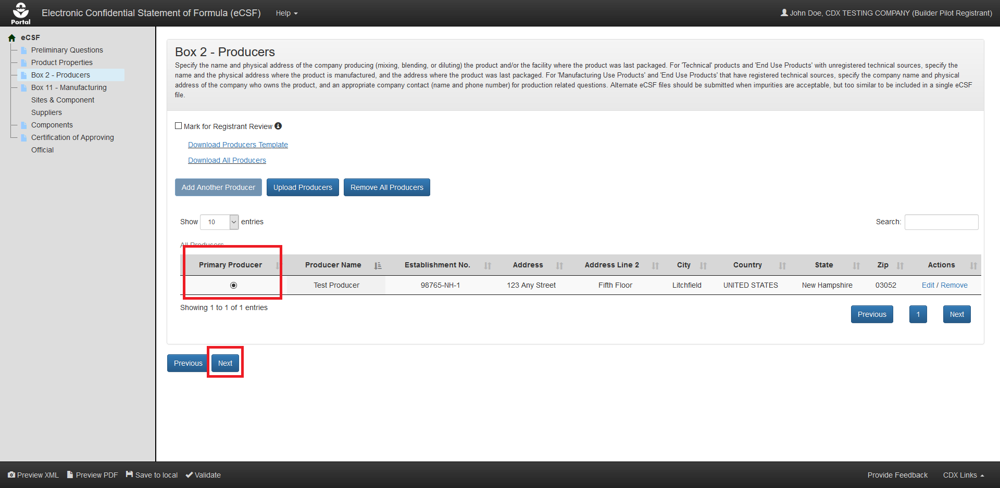 Portal
Electronic Confidential Statement of Formula (eCSF)
Help
John Doe, CDX TESTING COMPANY (Builder Pilot Registrant)
eCSF
Preliminary Questions
Product Properties
Box 2 - Producers
Box 11 - Manufacturing
Sites & Component
Suppliers
Components
Certification of Approving
Official
Box 2 - Producers
Specify the name and physical address of the company producing (mixing, blending, or diluting) the product and/or the facility where the product was last packaged. For 'Technical' products and 'End Use Products' with unregistered technical sources, specify the
name and the physical address where the product is manufactured, and the address where the product was last packaged. For 'Manufacturing Use Products' and 'End Use Products' that have registered technical sources, specify the company name and physical
address of the company who owns the product, and an appropriate company contact (name and phone number) for production related questions. Alternate eCSF files should be submitted when impurities are acceptable, but too similar to be included in a single eCSF
file.
Mark for Registrant Review
Download Producers Template
Download All Producers
Add Another Producer Upload Producers Remove All Producers
Show 10 entries Search:
All Producers
Primary Producer Producer Name Establishment No. Address Address Line 2 City Country State Zip Actions
Test Producer 98765-NH-1 123 Any Street Fifth Floor Litchfield UNITED STATES New Hampshire 03052 Edit / Remove
Showing 1 to 1 of 1 entries
Previous 1 Next
Previous Next
Preview XML Preview PDF Save to local Validate Provide Feedback CDX Links